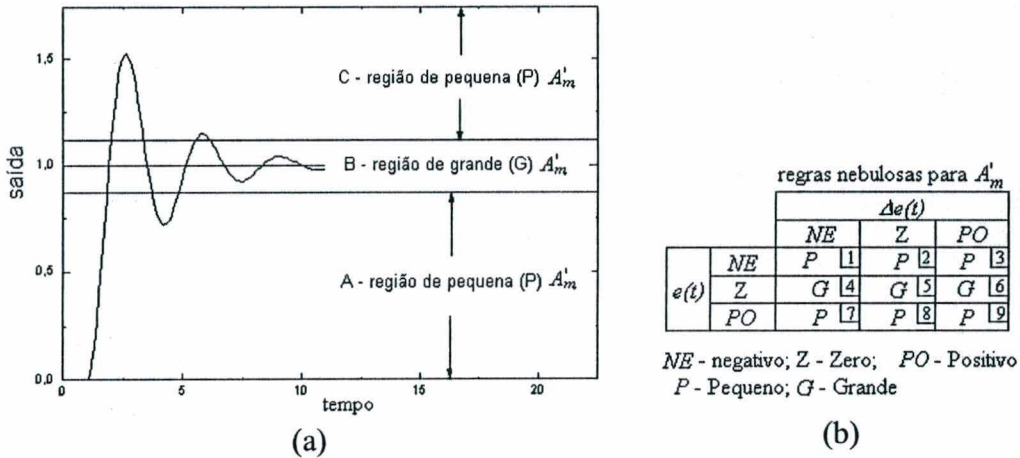 saída
1,5
1,0
0,5
0,0
C - região de pequena (P) A'm
B - região de grande (G) A'm
A - região de pequena (P) A'm
0 5 10 15 20
tempo
(a)
regras nebulosas para A'm
Δe(t)
NE Z PO
e(t)
NE P 1 P 2 P 3
Z G 4 G 5 G 6
PO P 7 P 8 P 9
NE - negativo; Z - Zero; PO - Positivo
P - Pequeno; G - Grande
(b)